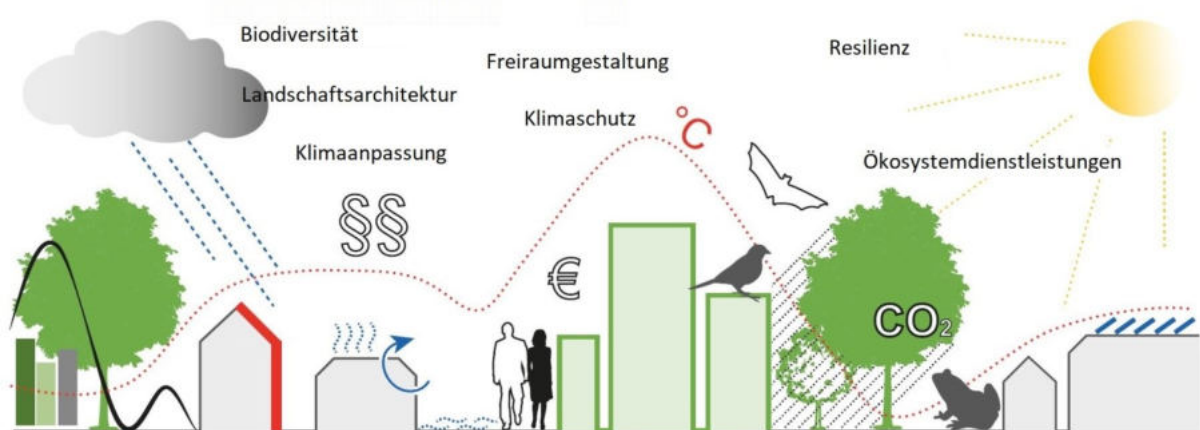 Biodiversität
Freiraumgestaltung
Resilienz
Landschaftsarchitektur
Klimaschutz
°C
Klimaanpassung
Ökosystemdienstleistungen
§§
€
CO₂